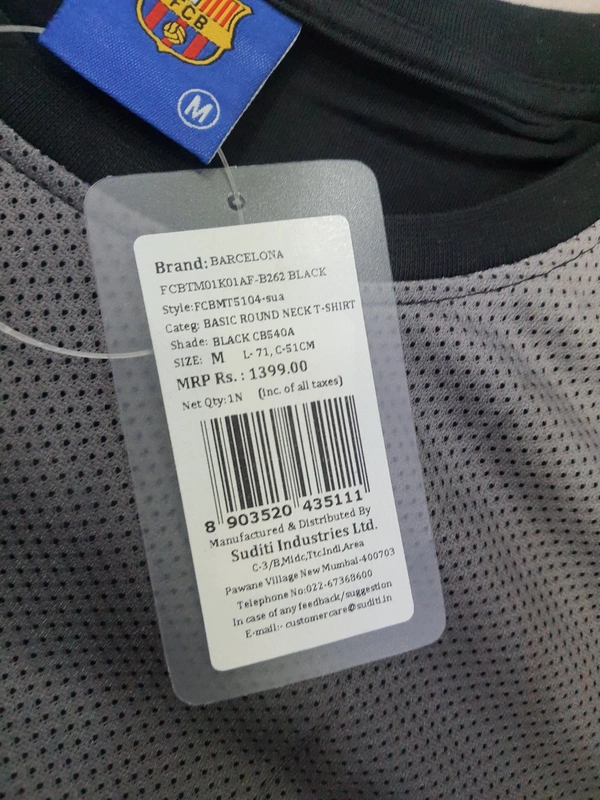 FCB
M
Brand: BARCELONA
FCBTM01K01AF-B262 BLACK
Style:FCBMT5104-sua
Categ: BASIC ROUND NECK T-SHIRT
Shade: BLACK CB540A
SIZE: M L- 71, C-51CM
MRP Rs. : 1399.00
Net Qty:1N (Inc. of all taxes)
8 903520 435111
Manufactured & Distributed By
Suditi Industries Ltd.
C-3/B,Midc,Ttc.Indl,Area
Pawane Village New Mumbai-400703
Telephone No:022-67368600
In case of any feedback/suggestion
E-mail:- customercare@suditi.in